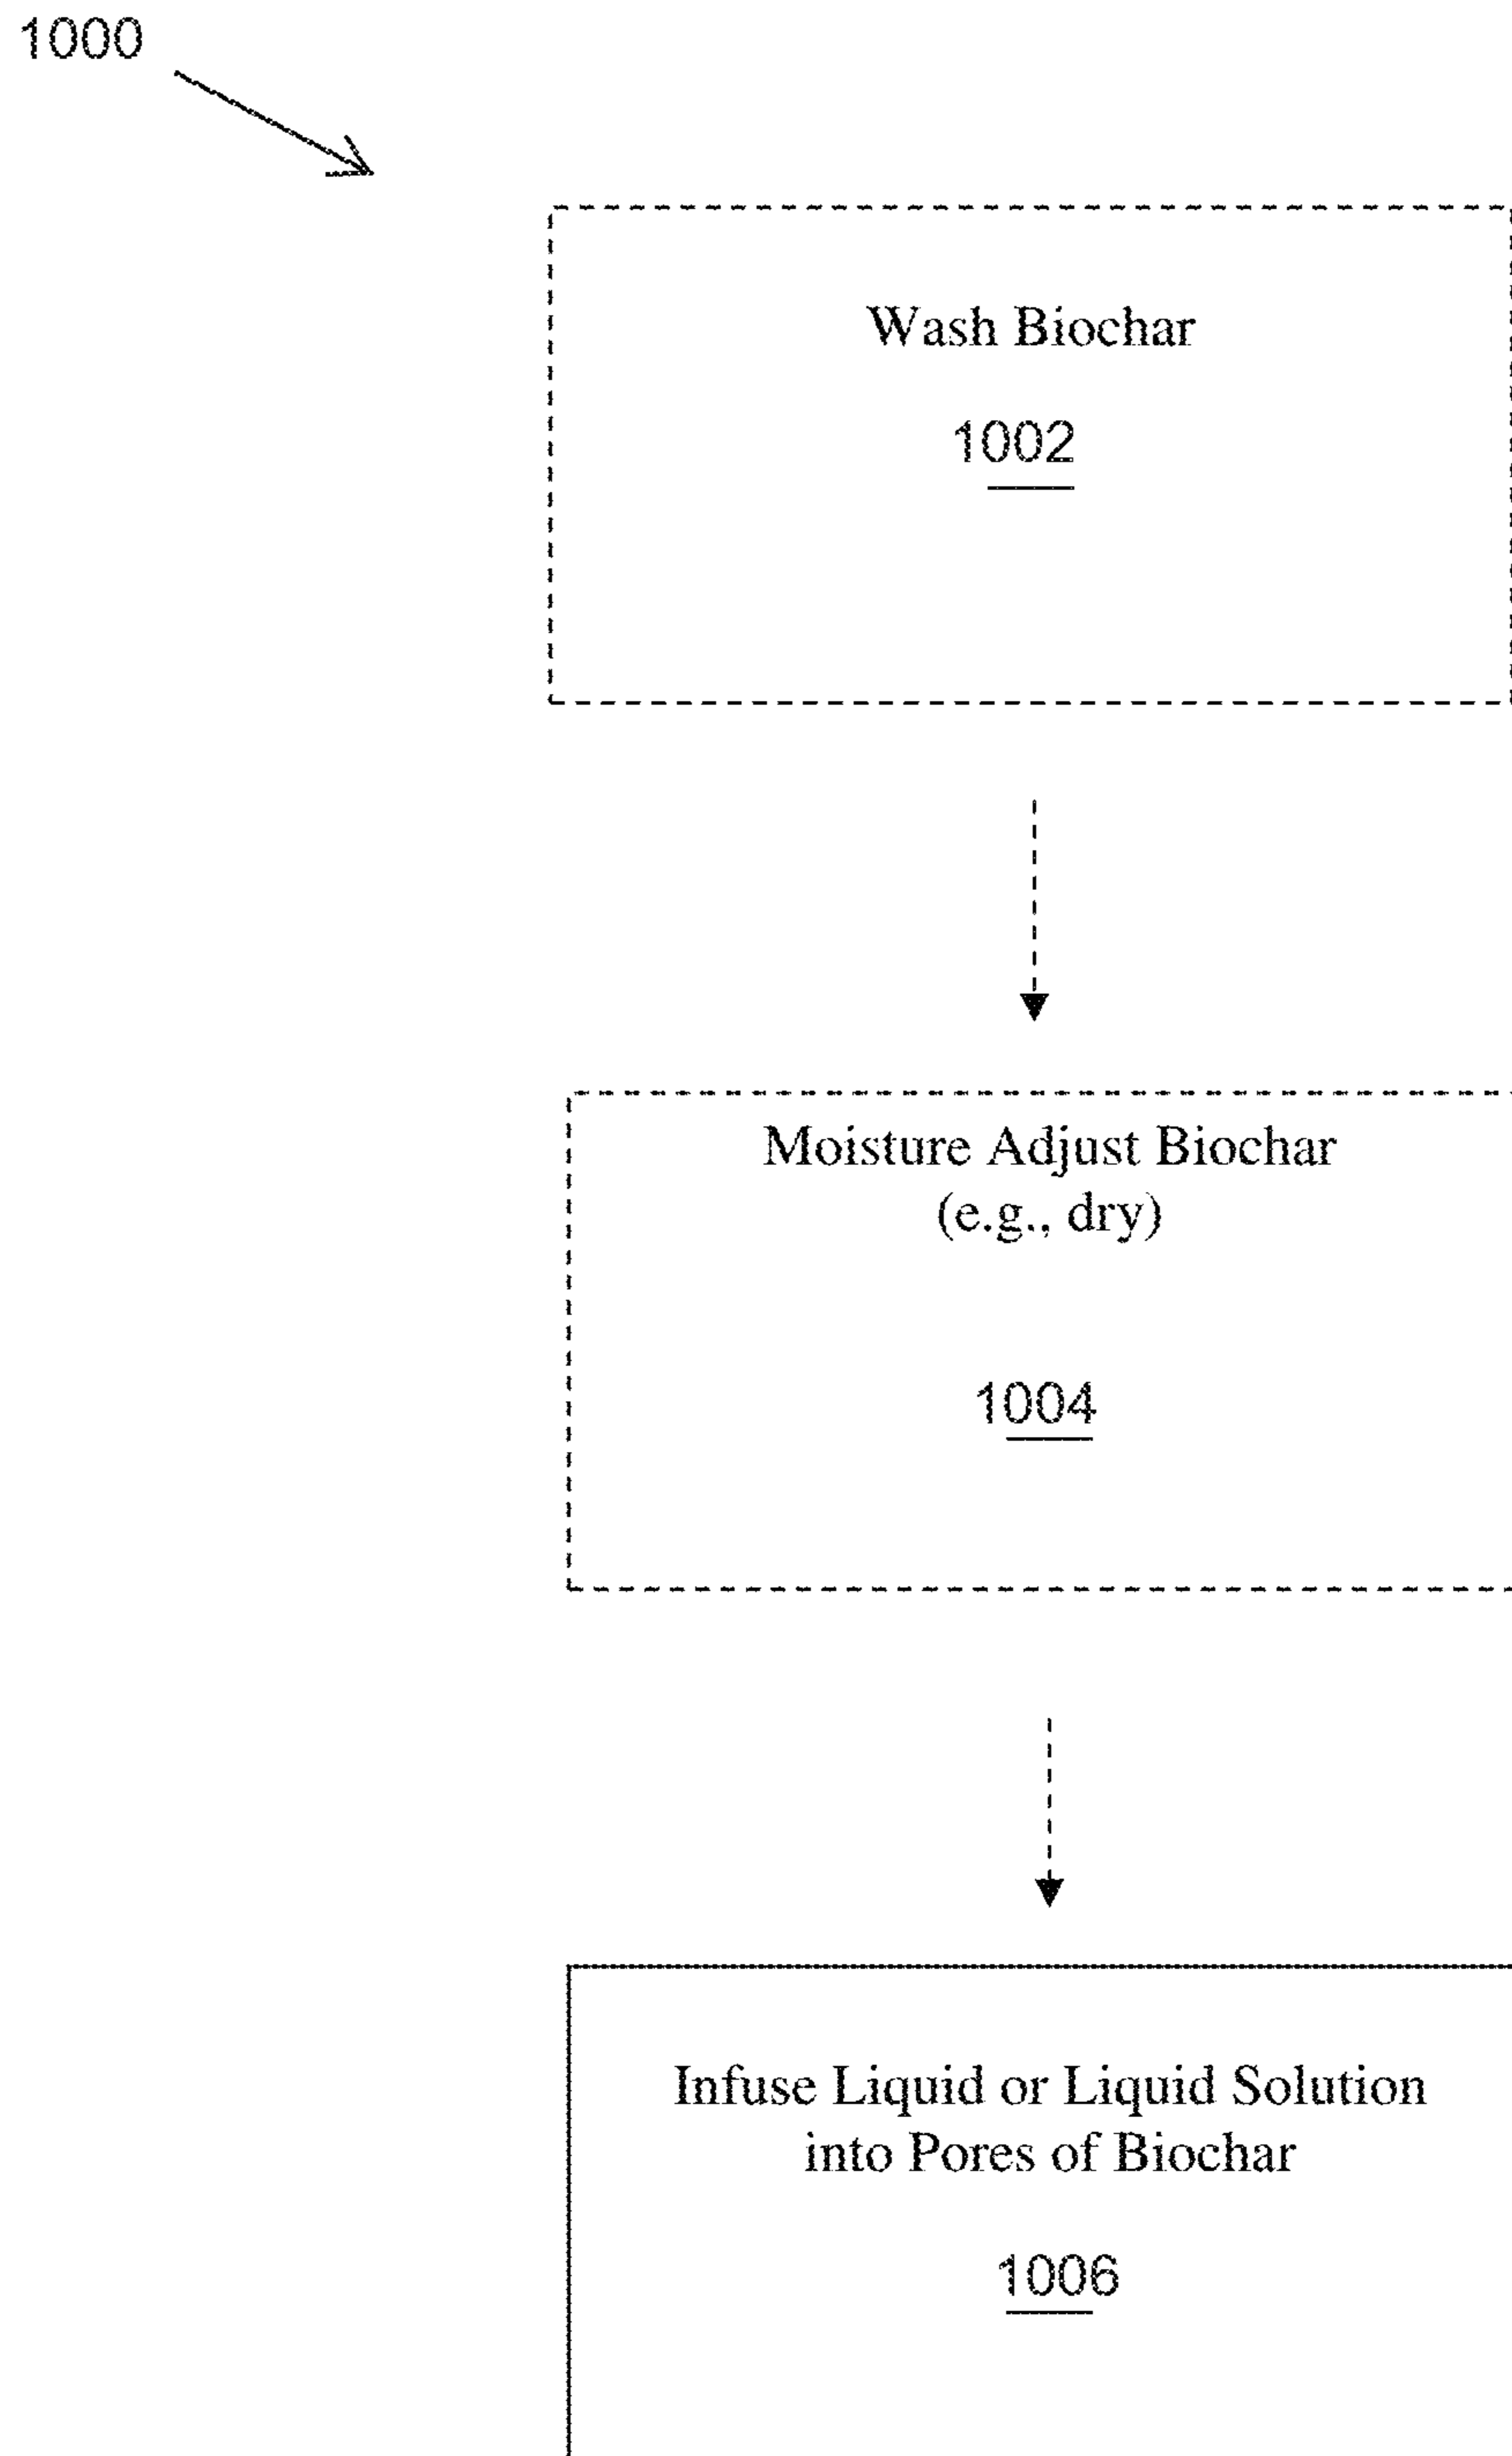 1000
Wash Biochar
1002
Moisture Adjust Biochar
(e.g., dry)
1004
Infuse Liquid or Liquid Solution
into Pores of Biochar
1006